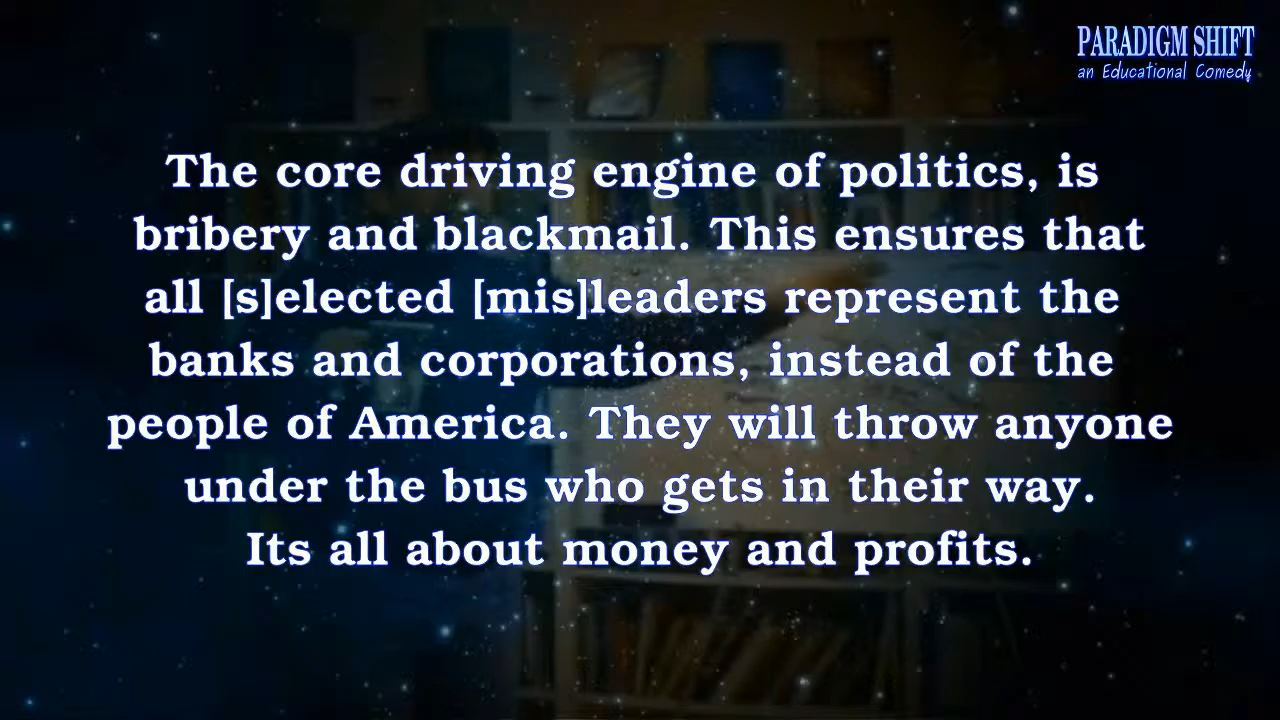 PARADIGM SHIFT
an Educational Comedy
The core driving engine of politics, is
bribery and blackmail. This ensures that
all [s]elected [mis]leaders represent the
banks and corporations, instead of the
people of America. They will throw anyone
under the bus who gets in their way.
Its all about money and profits.